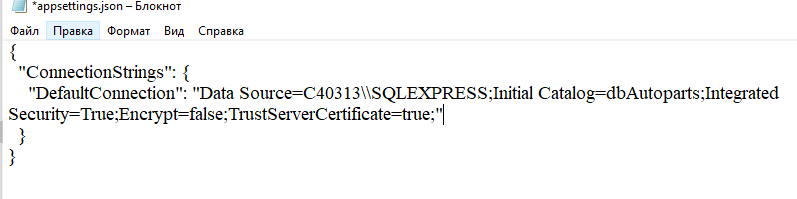 *appsettings.json – Блокнот
Файл Правка Формат Вид Справка
{
  "ConnectionStrings": {
    "DefaultConnection": "Data Source=C40313\\SQLEXPRESS;Initial Catalog=dbAutoparts;Integrated
Security=True;Encrypt=false;TrustServerCertificate=true;"
  }
}